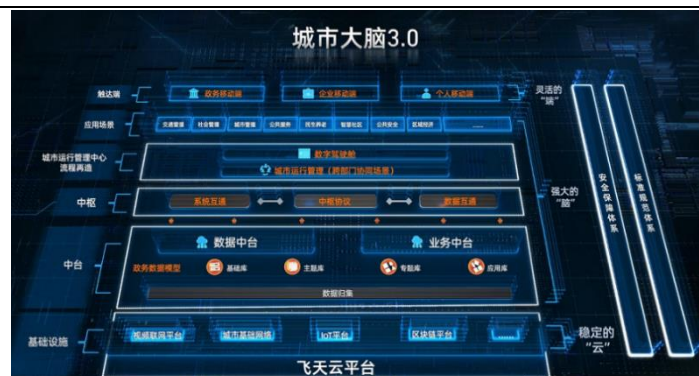 城市大脑3.0
触达端
政务移动端 企业移动端 个人移动端
灵活的
“端”
应用场景
交通管理 社会管理 城市管理 公共服务 民生养老 智慧社区 公共安全 区域经济 ……
城市运行管理中心
流程再造
数字驾驶舱
城市运行管理（跨部门协同场景）
强大的
“脑”
中枢
系统互通 中枢协议 数据互通
中台
数据中台 业务中台
政务数据模型 基础库 主题库 专题库 应用库
数据归集
基础设施
视频联网平台 城市基础网络 IoT平台 区块链平台 ……
稳定的
“云”
飞天云平台
安全保障体系
标准规范体系